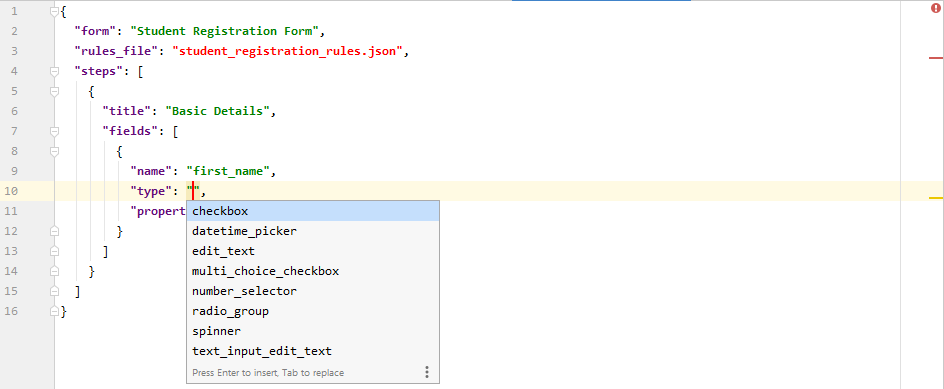 1 {
2 "form": "Student Registration Form",
3 "rules_file": "student_registration_rules.json",
4 "steps": [
5 {
6 "title": "Basic Details",
7 "fields": [
8 {
9 "name": "first_name",
10 "type": "",
11 "propert
checkbox
12 }
datetime_picker
13 ]
edit_text
14 }
multi_choice_checkbox
15 ]
number_selector
16 }
radio_group
spinner
text_input_edit_text
Press Enter to insert, Tab to replace